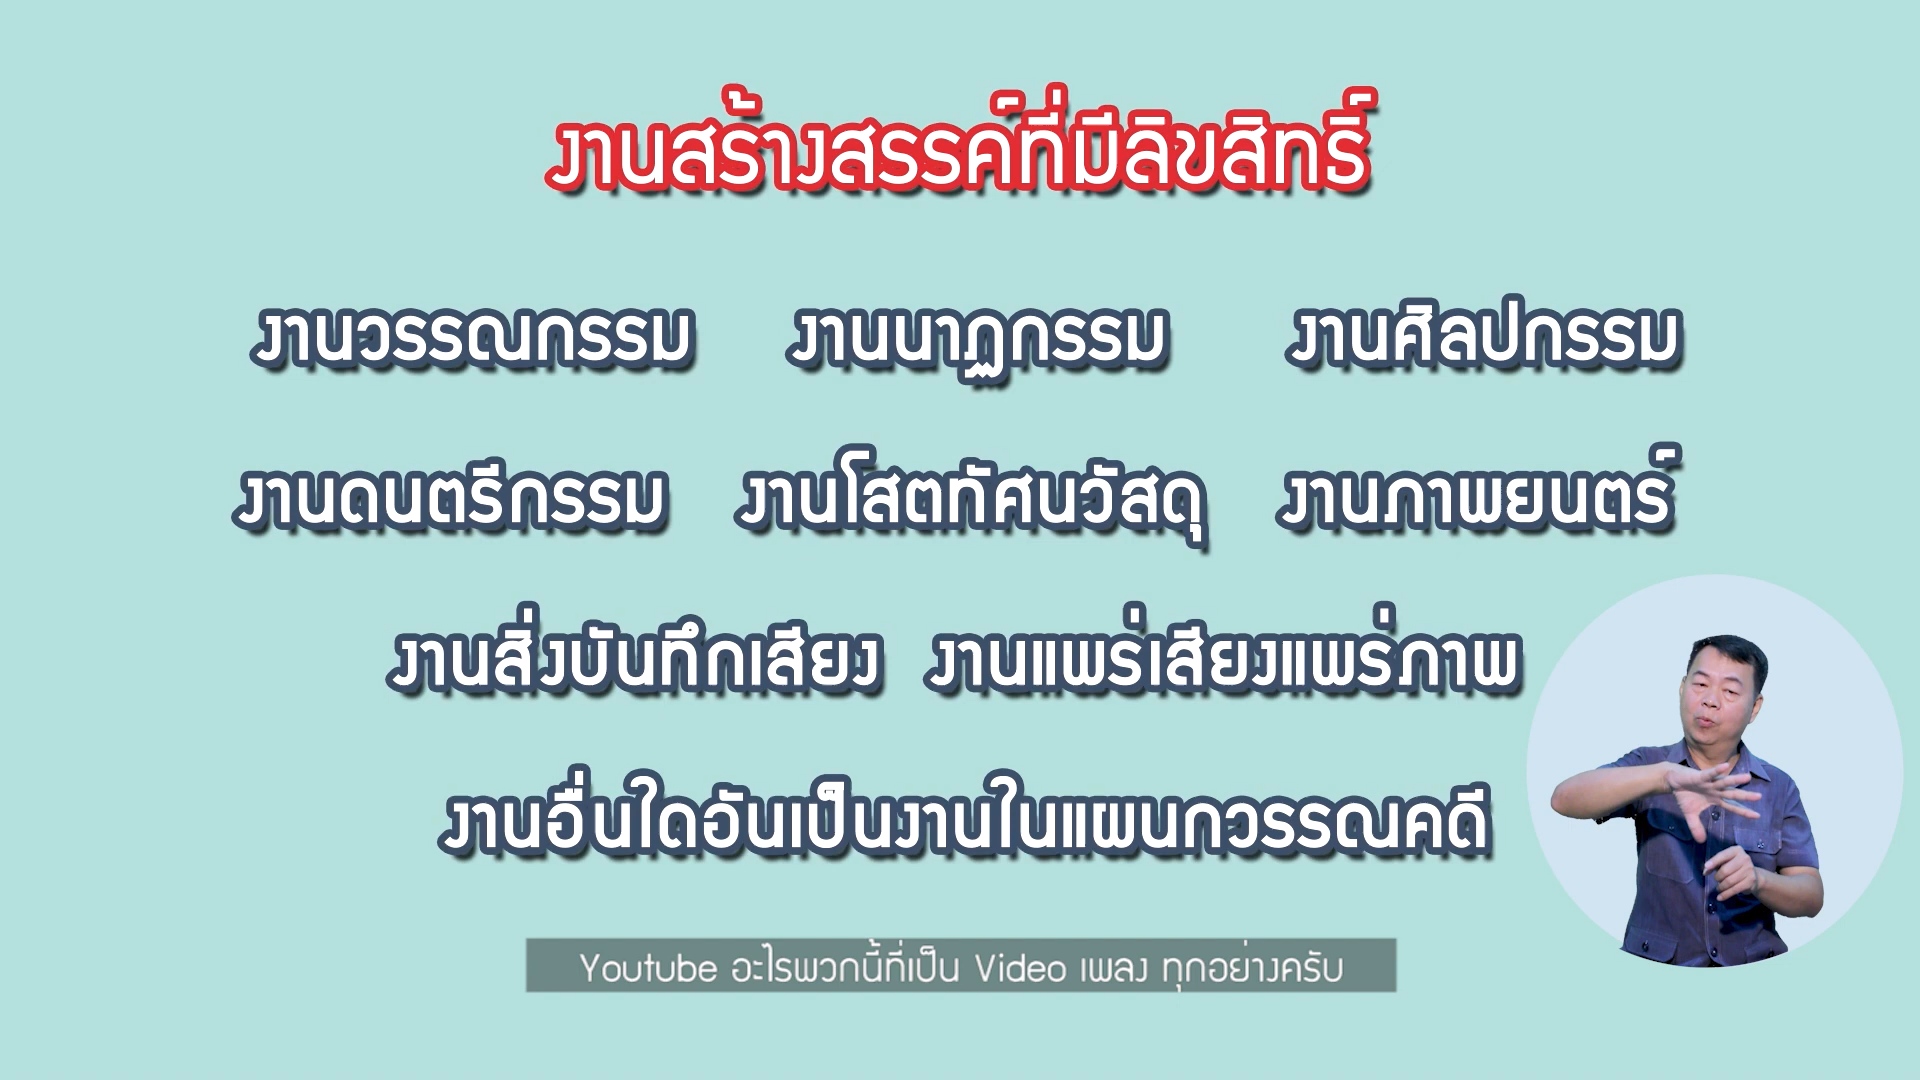 งานสร้างสรรค์ที่มีลิขสิทธิ์
งานวรรณกรรม งานนาฏกรรม งานศิลปกรรม
งานดนตรีกรรม งานโสตทัศนวัสดุ งานภาพยนตร์
งานสิ่งบันทึกเสียง งานแพร่เสียงแพร่ภาพ
งานอื่นใดอันเป็นงานในแผนกวรรณคดี
Youtube อะไรพวกนี้ที่เป็น Video เพลง ทุกอย่างครับ